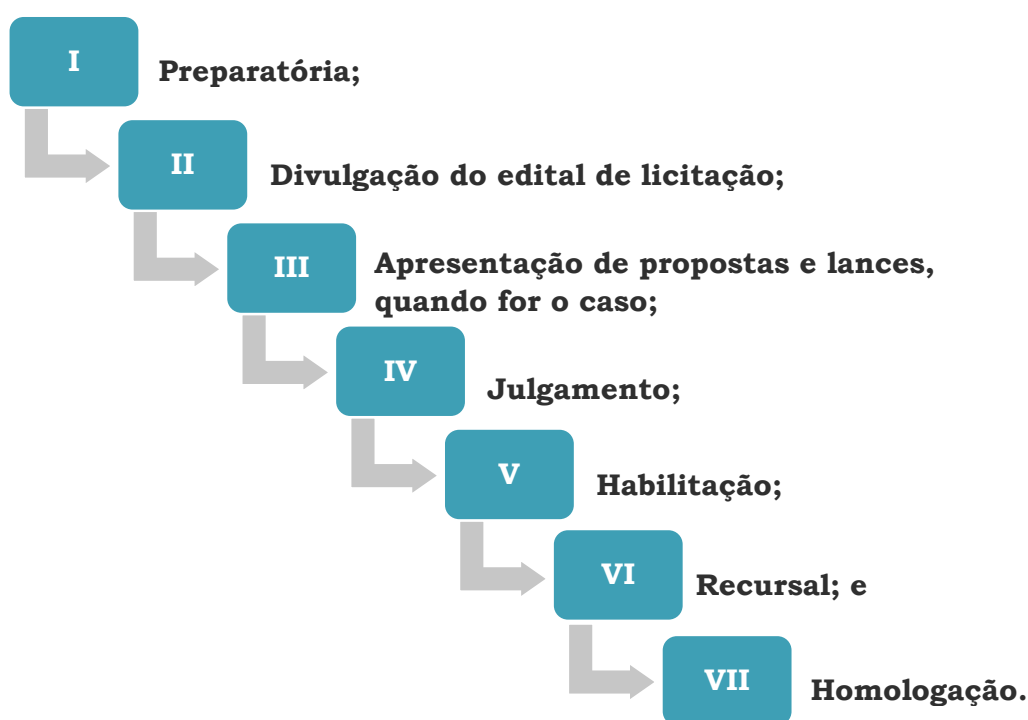 I
Preparatória;
II
Divulgação do edital de licitação;
III
Apresentação de propostas e lances,
quando for o caso;
IV
Julgamento;
V
Habilitação;
VI
Recursal; e
VII
Homologação.